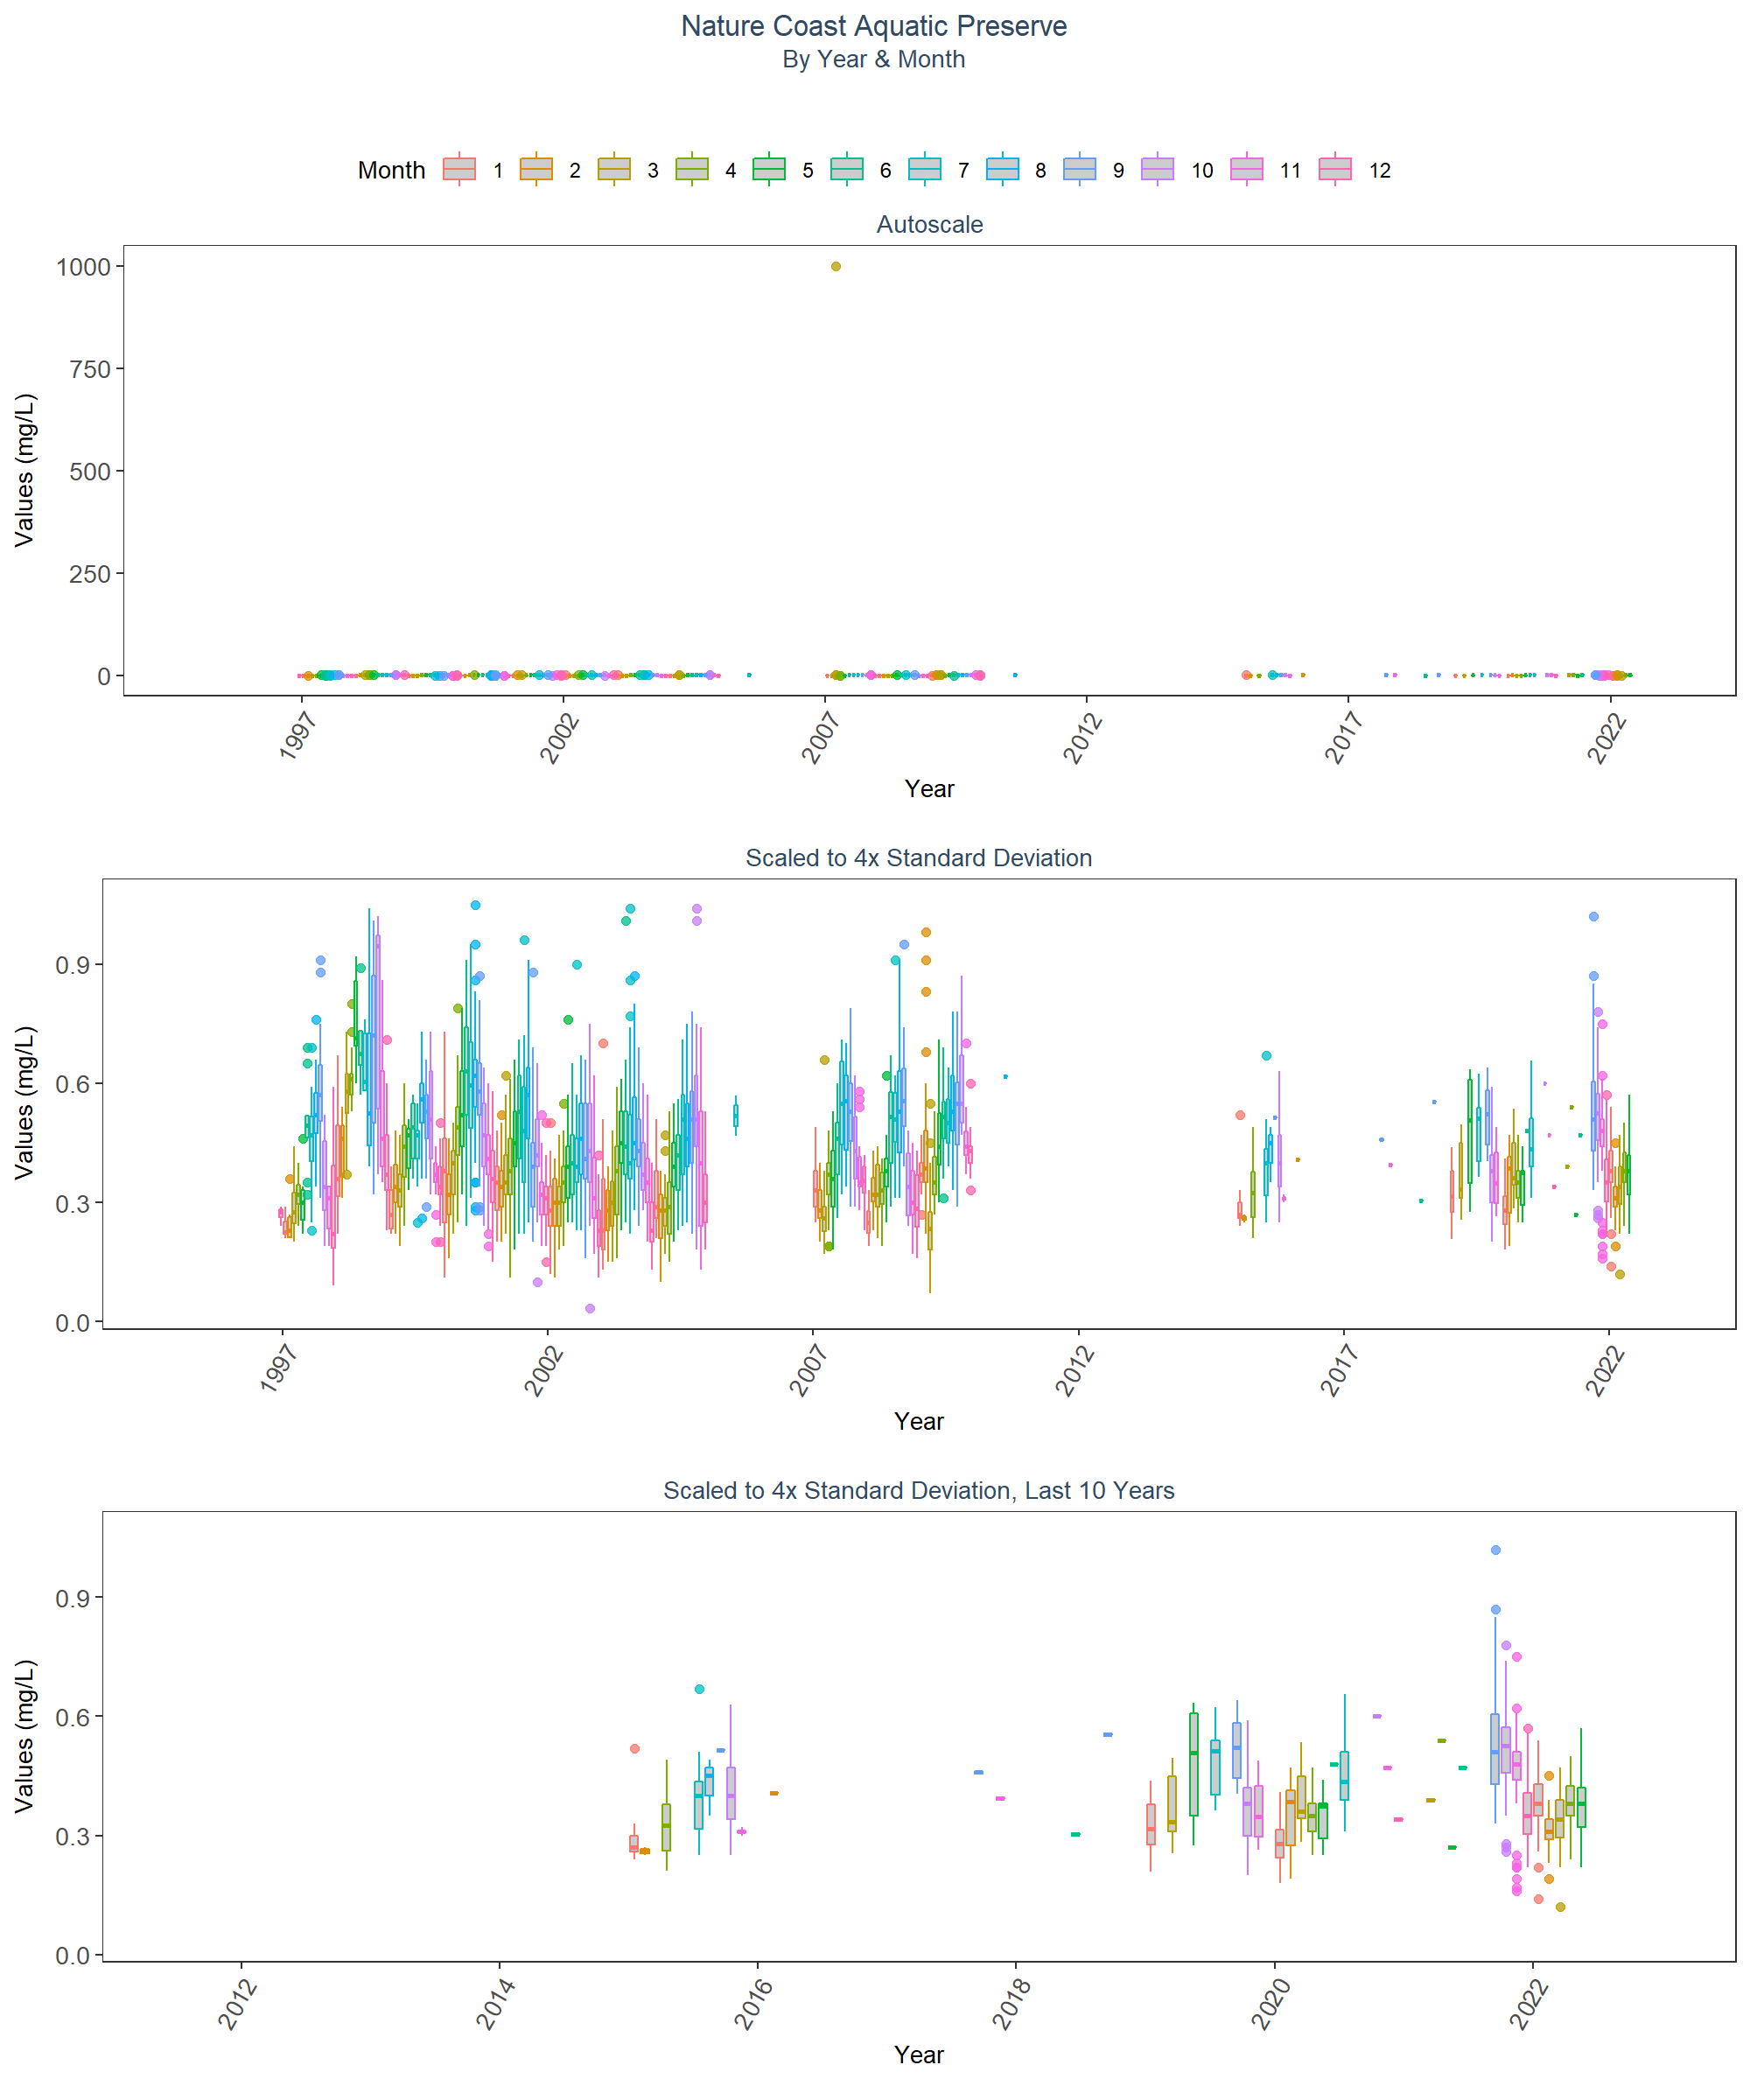 Nature Coast Aquatic Preserve
By Year & Month
Month 1 2 3 4 5 6 7 8 9 10 11 12
Autoscale
Values (mg/L)
1000
750
500
250
0
1997 2002 2007 2012 2017 2022
Year
Scaled to 4x Standard Deviation
Values (mg/L)
0.9
0.6
0.3
0.0
1997 2002 2007 2012 2017 2022
Year
Scaled to 4x Standard Deviation, Last 10 Years
Values (mg/L)
0.9
0.6
0.3
0.0
2012 2014 2016 2018 2020 2022
Year